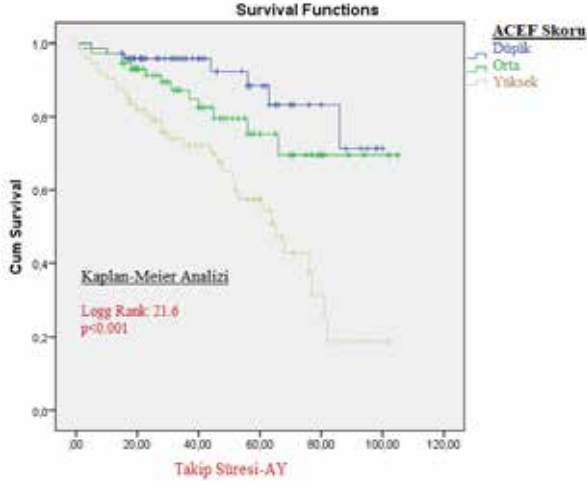 Survival Functions
ACEF Skoru
Düpük
Orta
Yüksek
1,0
0,8
0,6
0,4
0,2
0,0
Cum Survival
Kaplan-Meier Analizi
Logg Rank: 21.6
p<0.001
,00 20,00 40,00 60,00 80,00 100,00 120,00
Takip Süresi-AY